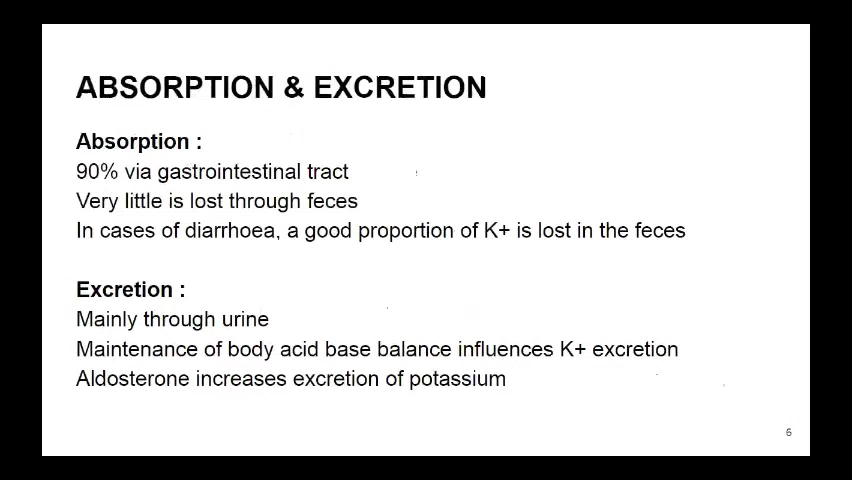 ABSORPTION & EXCRETION
Absorption :
90% via gastrointestinal tract
Very little is lost through feces
In cases of diarrhoea, a good proportion of K+ is lost in the feces
Excretion :
Mainly through urine
Maintenance of body acid base balance influences K+ excretion
Aldosterone increases excretion of potassium
6